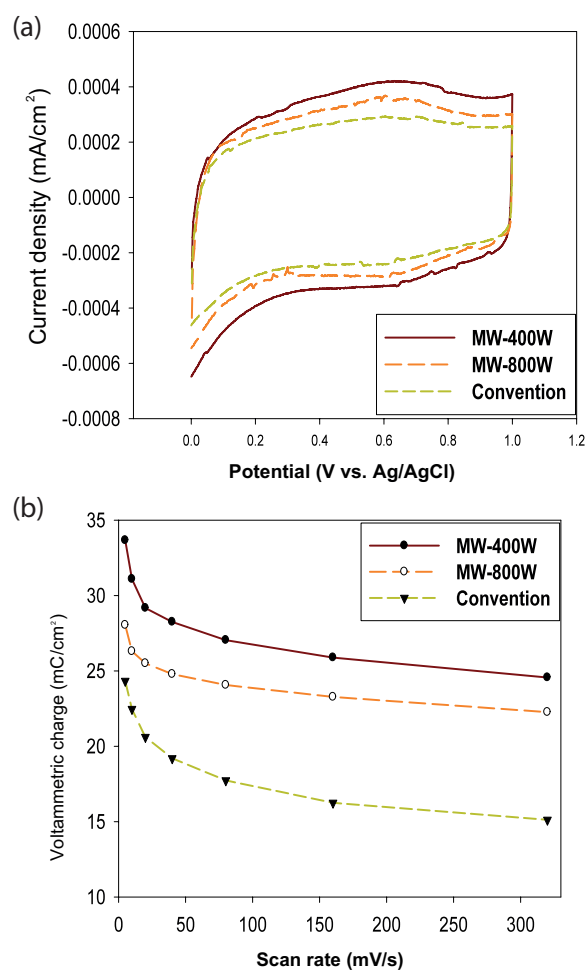 (a)
0.0006
0.0004
0.0002
0.0000
-0.0002
-0.0004
-0.0006
-0.0008
Current density (mA/cm²)
MW-400W
MW-800W
Convention
0.0 0.2 0.4 0.6 0.8 1.0 1.2
Potential (V vs. Ag/AgCl)
(b)
35
30
25
20
15
10
Voltammetric charge (mC/cm²)
MW-400W
MW-800W
Convention
0 50 100 150 200 250 300
Scan rate (mV/s)